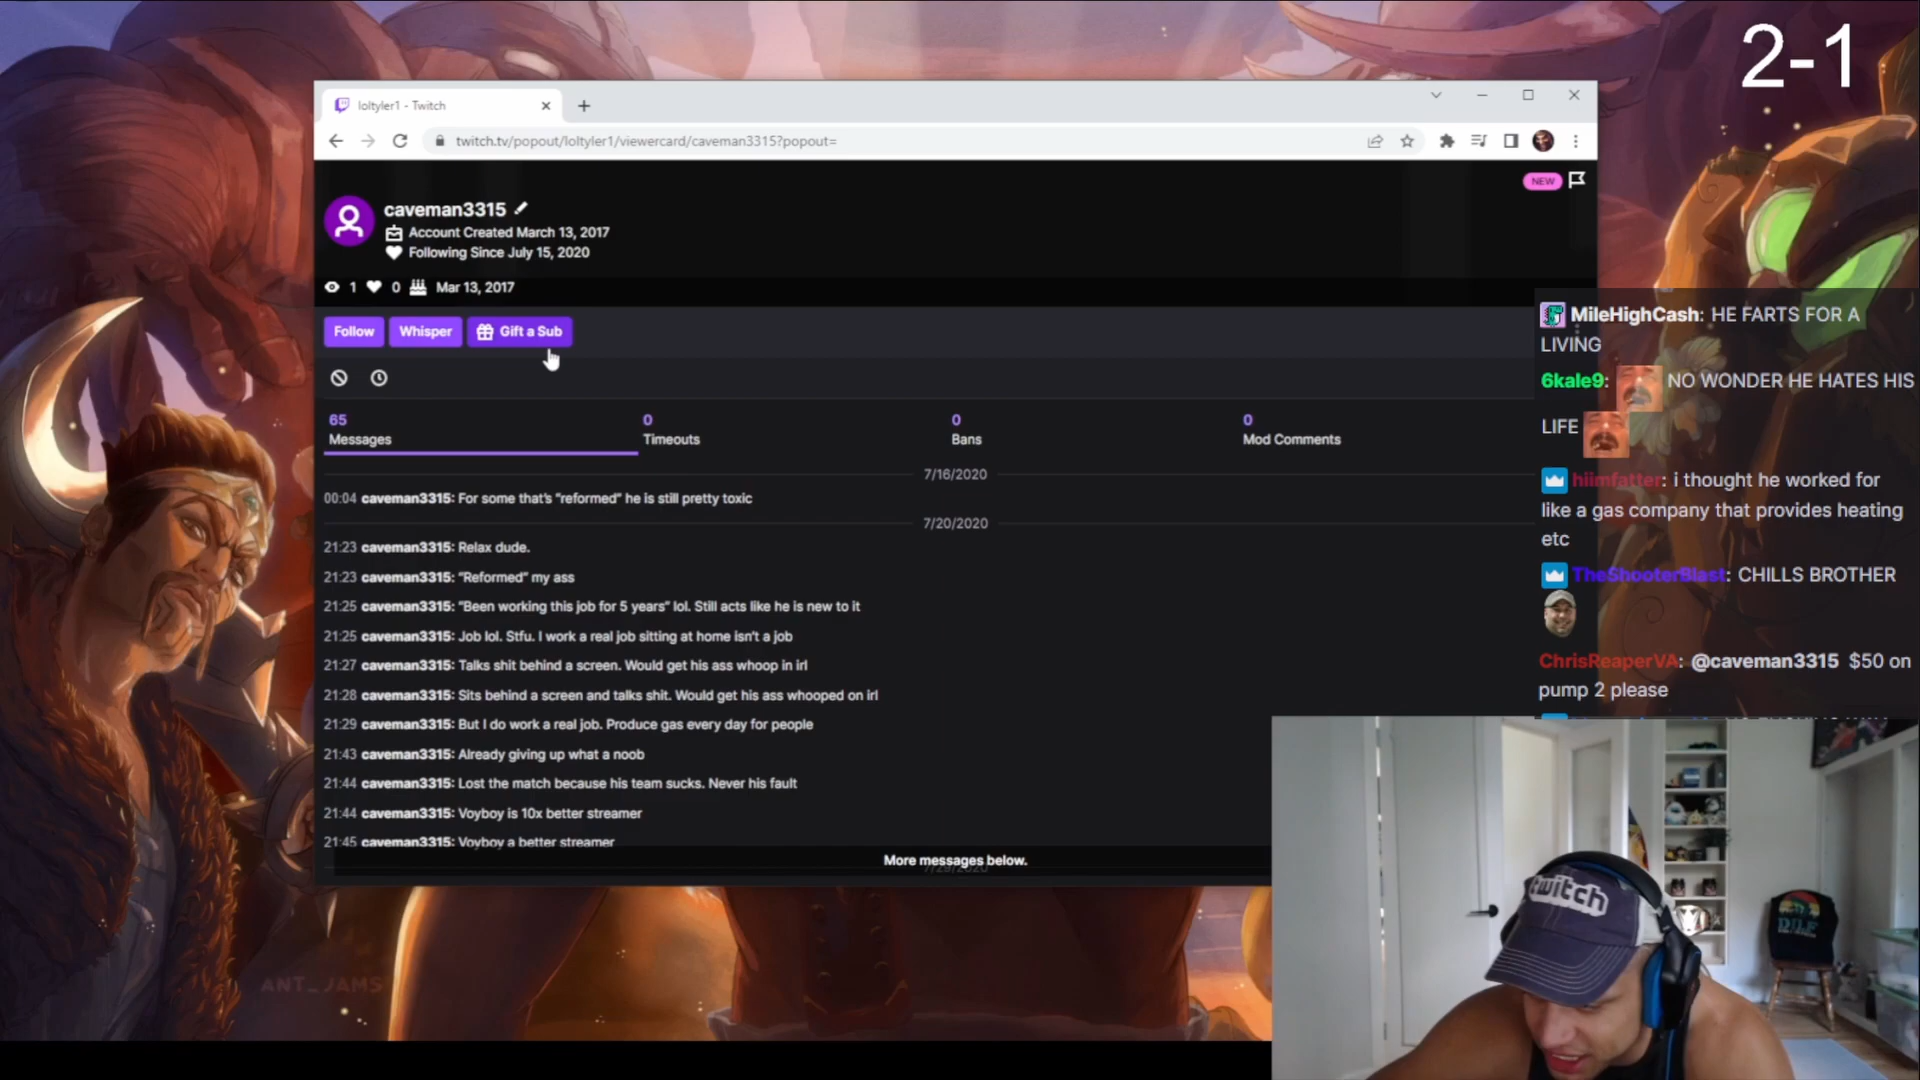 2-1
loltyler1 - Twitch
twitch.tv/popout/loltyler1/viewercard/caveman3315?popout=
NEW
caveman3315
Account Created March 13, 2017
Following Since July 15, 2020
1 0 Mar 13, 2017
Follow Whisper Gift a Sub
65 0 0 0
Messages Timeouts Bans Mod Comments
7/16/2020
00:04 caveman3315: For some that's "reformed" he is still pretty toxic
7/20/2020
21:23 caveman3315: Relax dude.
21:23 caveman3315: "Reformed" my ass
21:25 caveman3315: "Been working this job for 5 years" lol. Still acts like he is new to it
21:25 caveman3315: Job lol. Stfu. I work a real job sitting at home isn't a job
21:27 caveman3315: Talks shit behind a screen. Would get his ass whoop in irl
21:28 caveman3315: Sits behind a screen and talks shit. Would get his ass whooped on irl
21:29 caveman3315: But I do work a real job. Produce gas every day for people
21:43 caveman3315: Already giving up what a noob
21:44 caveman3315: Lost the match because his team sucks. Never his fault
21:44 caveman3315: Voyboy is 10x better streamer
21:45 caveman3315: Voyboy a better streamer
More messages below.
MileHighCash: HE FARTS FOR A
LIVING
6kale9: NO WONDER HE HATES HIS
LIFE
hiimfatter: i thought he worked for
like a gas company that provides heating
etc
TheShooterBlast: CHILLS BROTHER
ChrisReaperVA: @caveman3315 $50 on
pump 2 please
twitch
DILF
ANT_JAMS